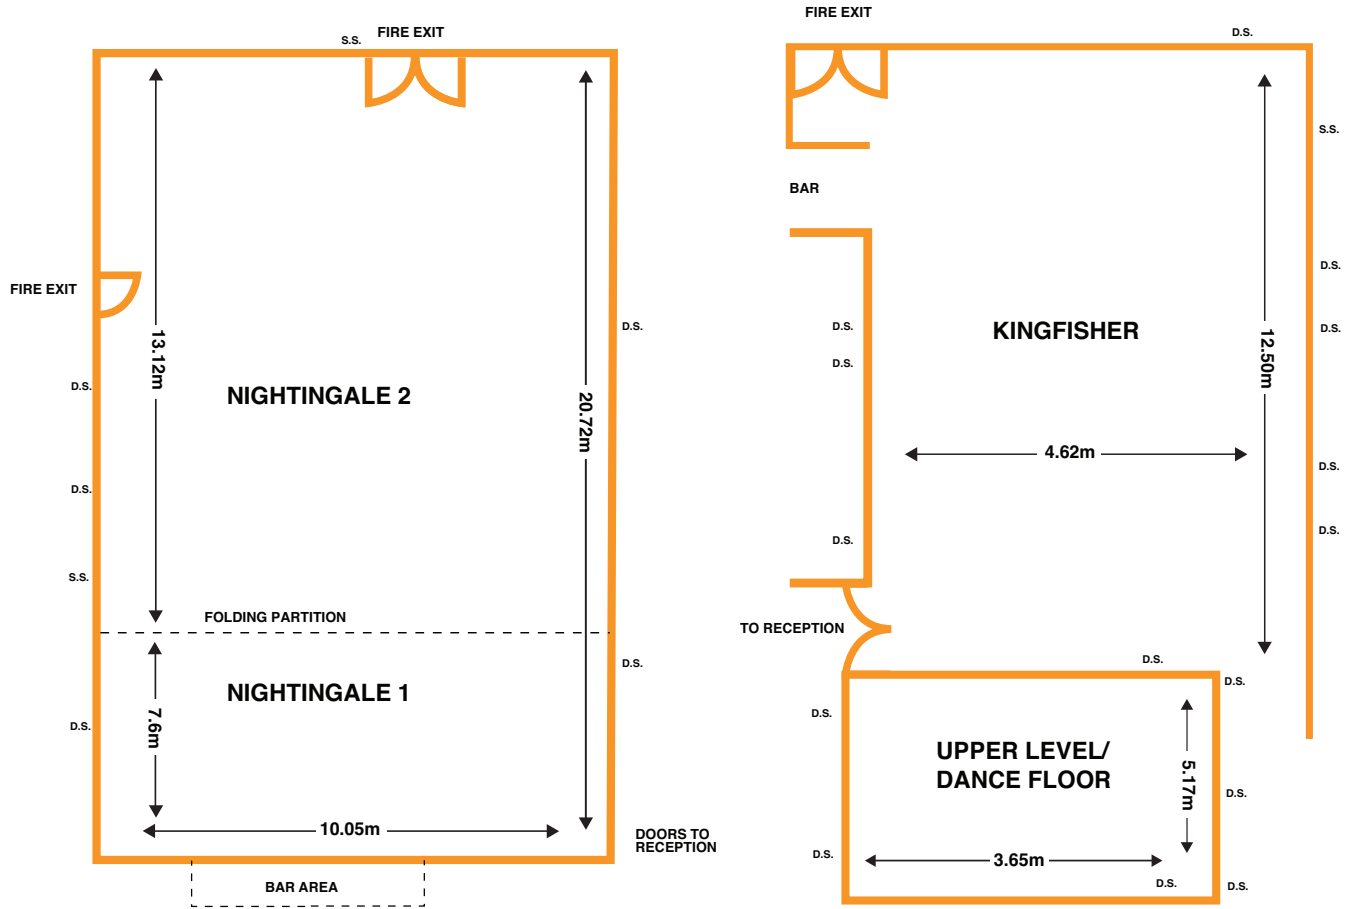 FIRE EXIT
S.S.
FIRE EXIT
13.12m
D.S.
NIGHTINGALE 2
20.72m
D.S.
D.S.
S.S.
FOLDING PARTITION
NIGHTINGALE 1
D.S.
7.6m
D.S.
10.05m
DOORS TO
RECEPTION
BAR AREA
FIRE EXIT
D.S.
S.S.
BAR
D.S.
D.S.
KINGFISHER
D.S.
D.S.
12.50m
4.62m
D.S.
D.S.
D.S.
TO RECEPTION
D.S.
D.S.
D.S.
UPPER LEVEL/
DANCE FLOOR
5.17m
D.S.
D.S.
3.65m
D.S.
D.S.